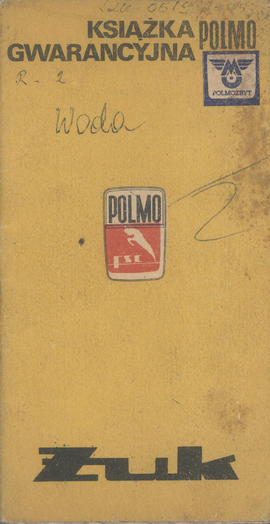 KSIĄŻKA
GWARANCYJNA
POLMO
POLMOZBYT
R - 2
Woda
POLMO
FSC
Żuk